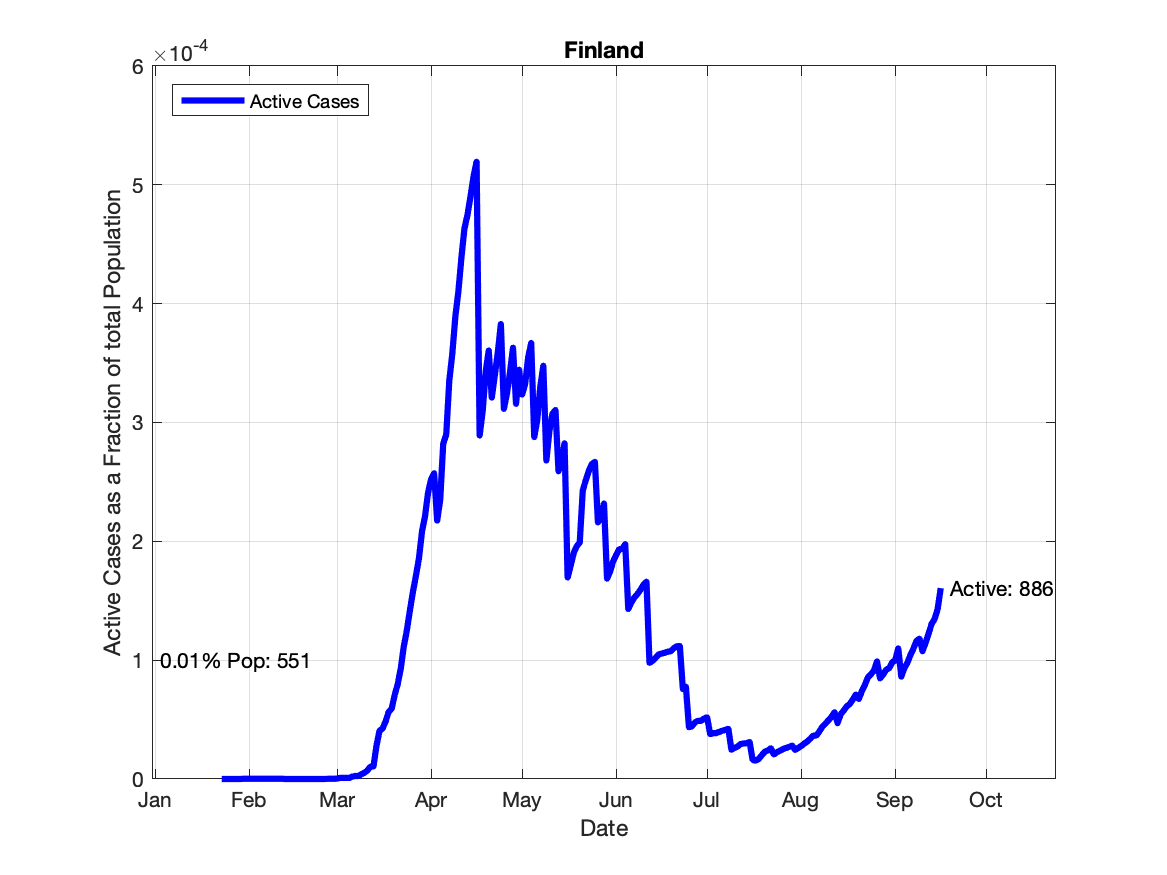 Finland
×10-4
6
Active Cases
5
4
3
2
1
0
Active Cases as a Fraction of total Population
Active: 886
0.01% Pop: 551
Jan Feb Mar Apr May Jun Jul Aug Sep Oct
Date